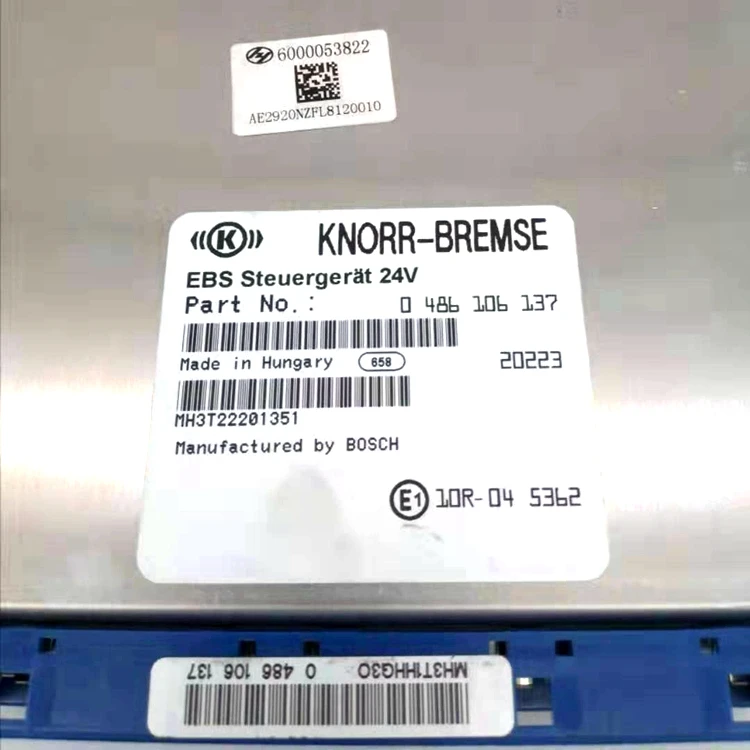 6000053822
AE2920NZFL8120010
K KNORR-BREMSE
EBS Steuergerät 24V
Part No.: 0 486 106 137
Made in Hungary 658 20223
MH3T22201351
Manufactured by BOSCH
E1 10R-04 5362
MH3T1HHG3O 0 486 106 137